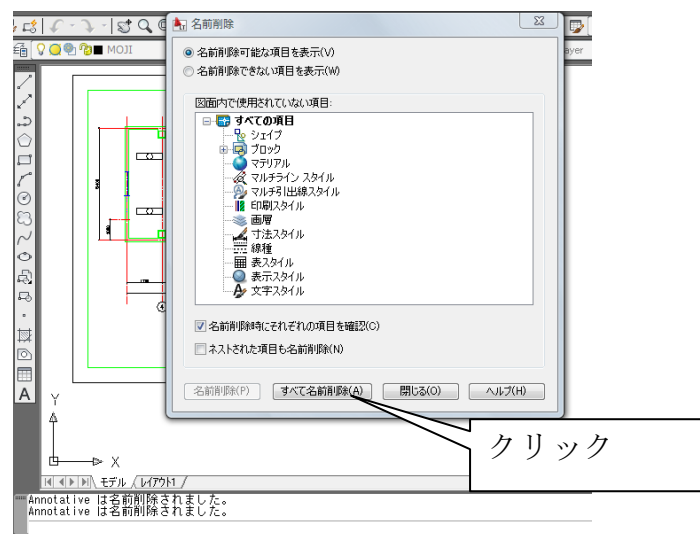 名前削除
MOJI
ayer
名前削除可能な項目を表示(V)
名前削除できない項目を表示(W)
図面内で使用されていない項目:
すべての項目
シェイプ
ブロック
マテリアル
マルチライン スタイル
マルチ引出線スタイル
印刷スタイル
画層
寸法スタイル
線種
表スタイル
表示スタイル
文字スタイル
名前削除時にそれぞれの項目を確認(C)
ネストされた項目も名前削除(N)
名前削除(P)
すべて名前削除(A)
閉じる(O)
ヘルプ(H)
クリック
A
Y
X
モデル
レイアウト1
Annotative は名前削除されました。
Annotative は名前削除されました。